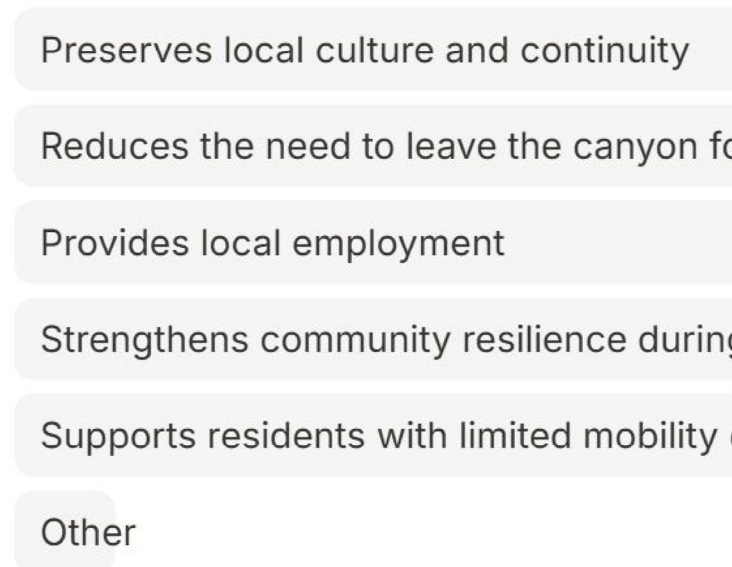 Preserves local culture and continuity
Reduces the need to leave the canyon
Provides local employment
Strengthens community resilience during
Supports residents with limited mobility
Other